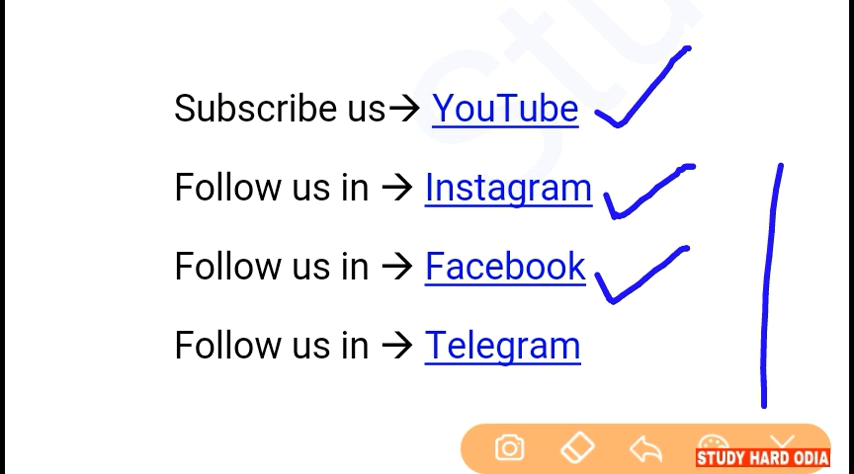 Subscribe us→ YouTube
Follow us in → Instagram
Follow us in → Facebook
Follow us in → Telegram
STUDY HARD ODIA